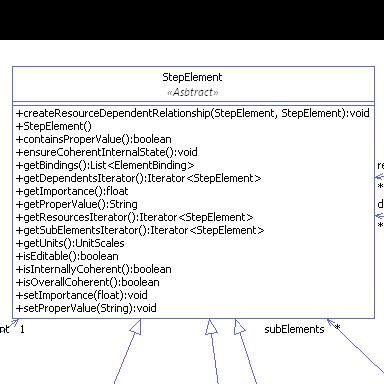 StepElement
«Asbtract»
+createResourceDependentRelationship(StepElement, StepElement):void
+StepElement()
+containsProperValue():boolean
+ensureCoherentInternalState():void
+getBindings():List<ElementBinding>
+getDependentsIterator():Iterator<StepElement>
+getImportance():float
+getProperValue():String
+getResourcesIterator():Iterator<StepElement>
+getSubElementsIterator():Iterator<StepElement>
+getUnits():UnitScales
+isEditable():boolean
+isInternallyCoherent():boolean
+isOverallCoherent():boolean
+setImportance(float):void
+setProperValue(String):void
re
*
d
*
nt 1
subElements *